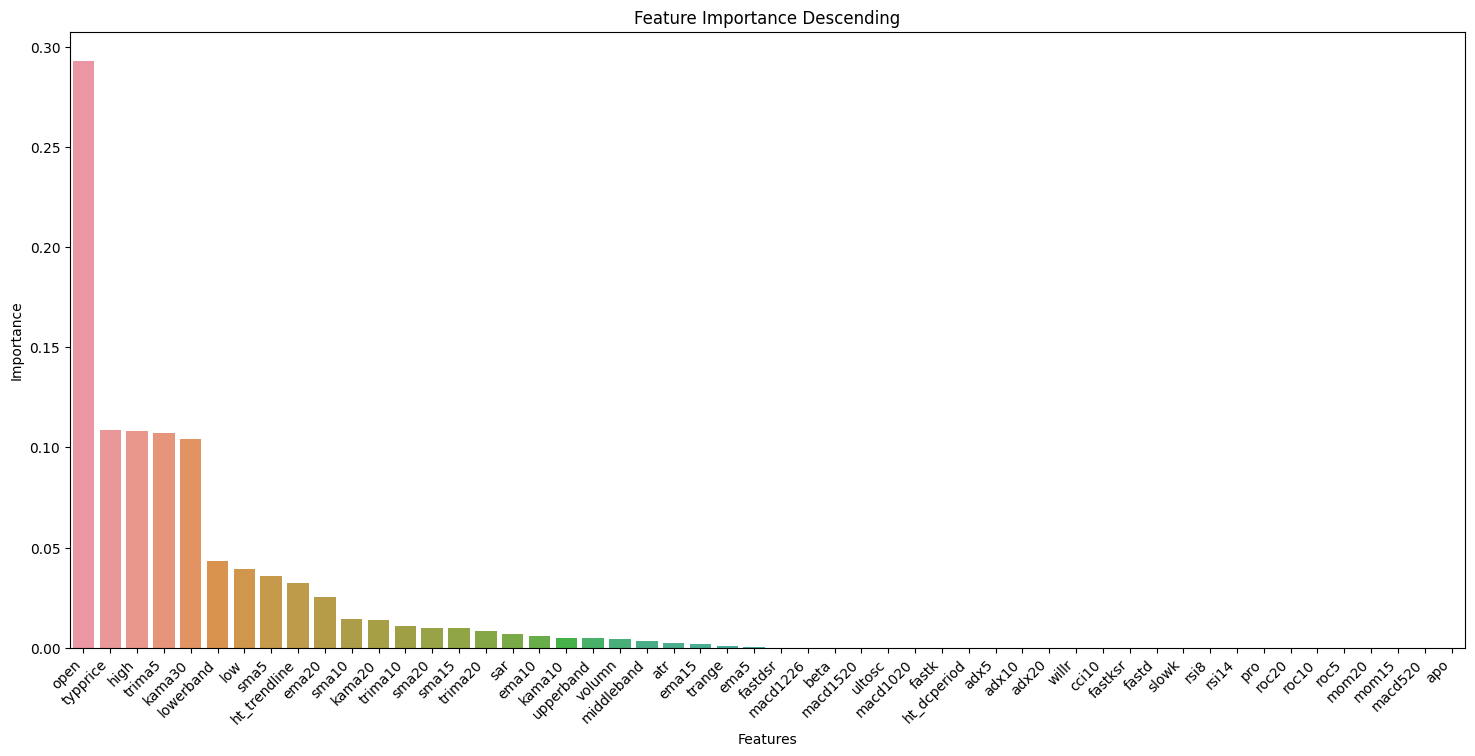 Feature Importance Descending
Importance
0.30
0.25
0.20
0.15
0.10
0.05
0.00
open
typprice
high
trima5
kama30
lowerband
low
sma5
ht_trendline
ema20
sma10
kama20
trima10
sma20
sma15
trima20
sar
ema10
kama10
upperband
volumn
middleband
atr
ema15
trange
ema5
fastdsr
macd1226
beta
macd1520
ultosc
macd1020
fastk
ht_dcperiod
adx5
adx10
adx20
willr
cci10
fastksr
fastd
slowk
rsi8
rsi14
pro
roc20
roc10
roc5
mom20
mom15
macd520
apo
Features